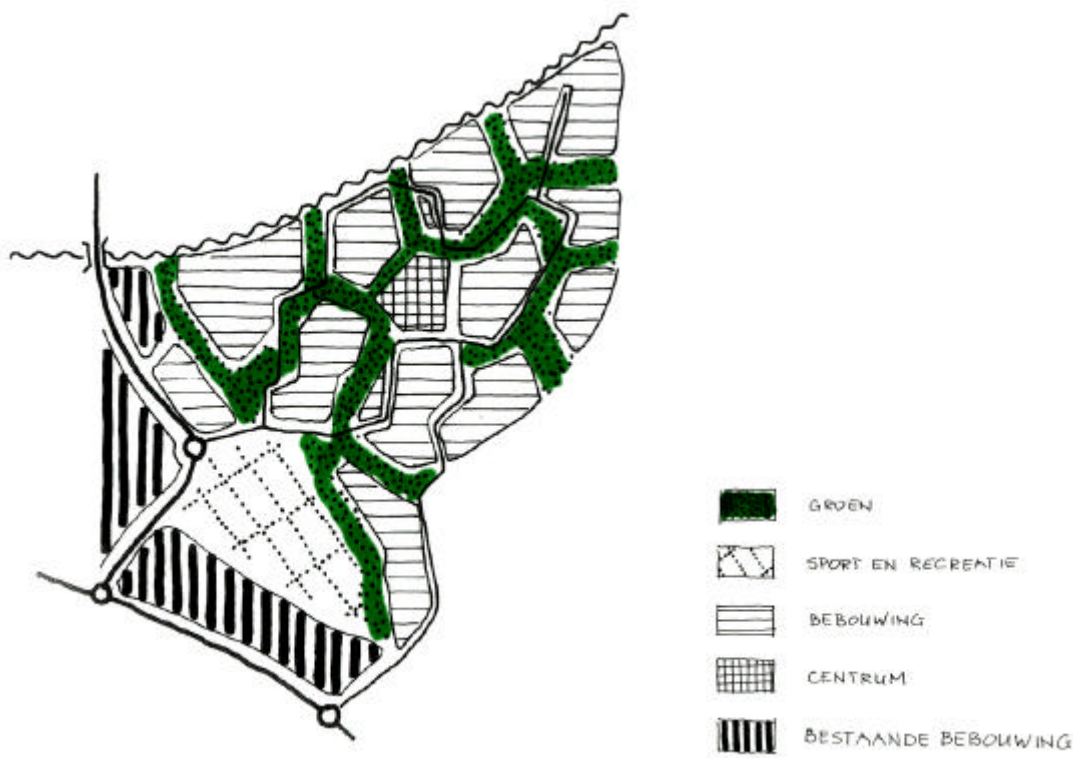 GROEN
SPORT EN RECREATIE
BEBOUWING
CENTRUM
BESTAANDE BEBOUWING